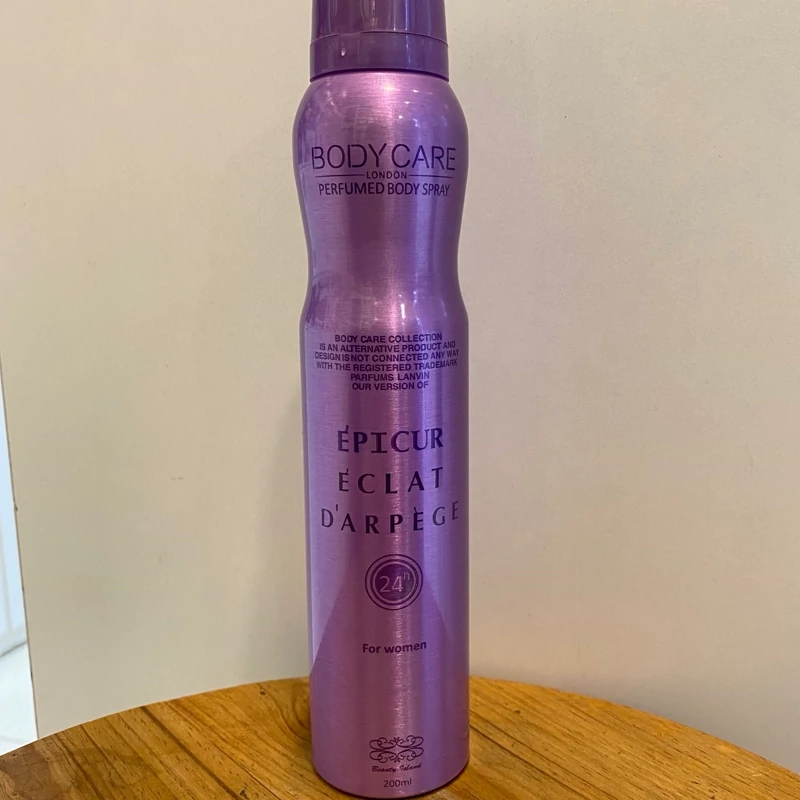 BODY CARE
LONDON
PERFUMED BODY SPRAY
BODY CARE COLLECTION
IS AN ALTERNATIVE PRODUCT AND
DESIGN IS NOT CONNECTED ANY WAY
WITH THE REGISTERED TRADEMARK
PARFUMS LANVIN
OUR VERSION OF
ÉPICUR
ÉCLAT
D'ARPÈGE
24h
For women
Beauty Island
200ml